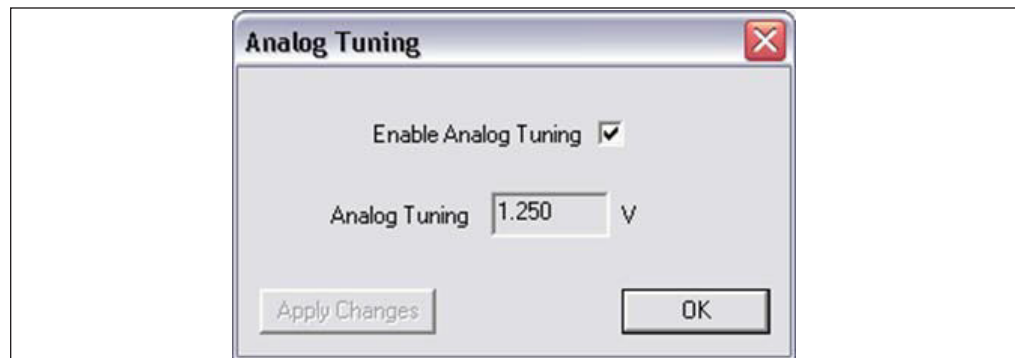 Analog Tuning
Enable Analog Tuning
Analog Tuning 1.250 V
Apply Changes OK